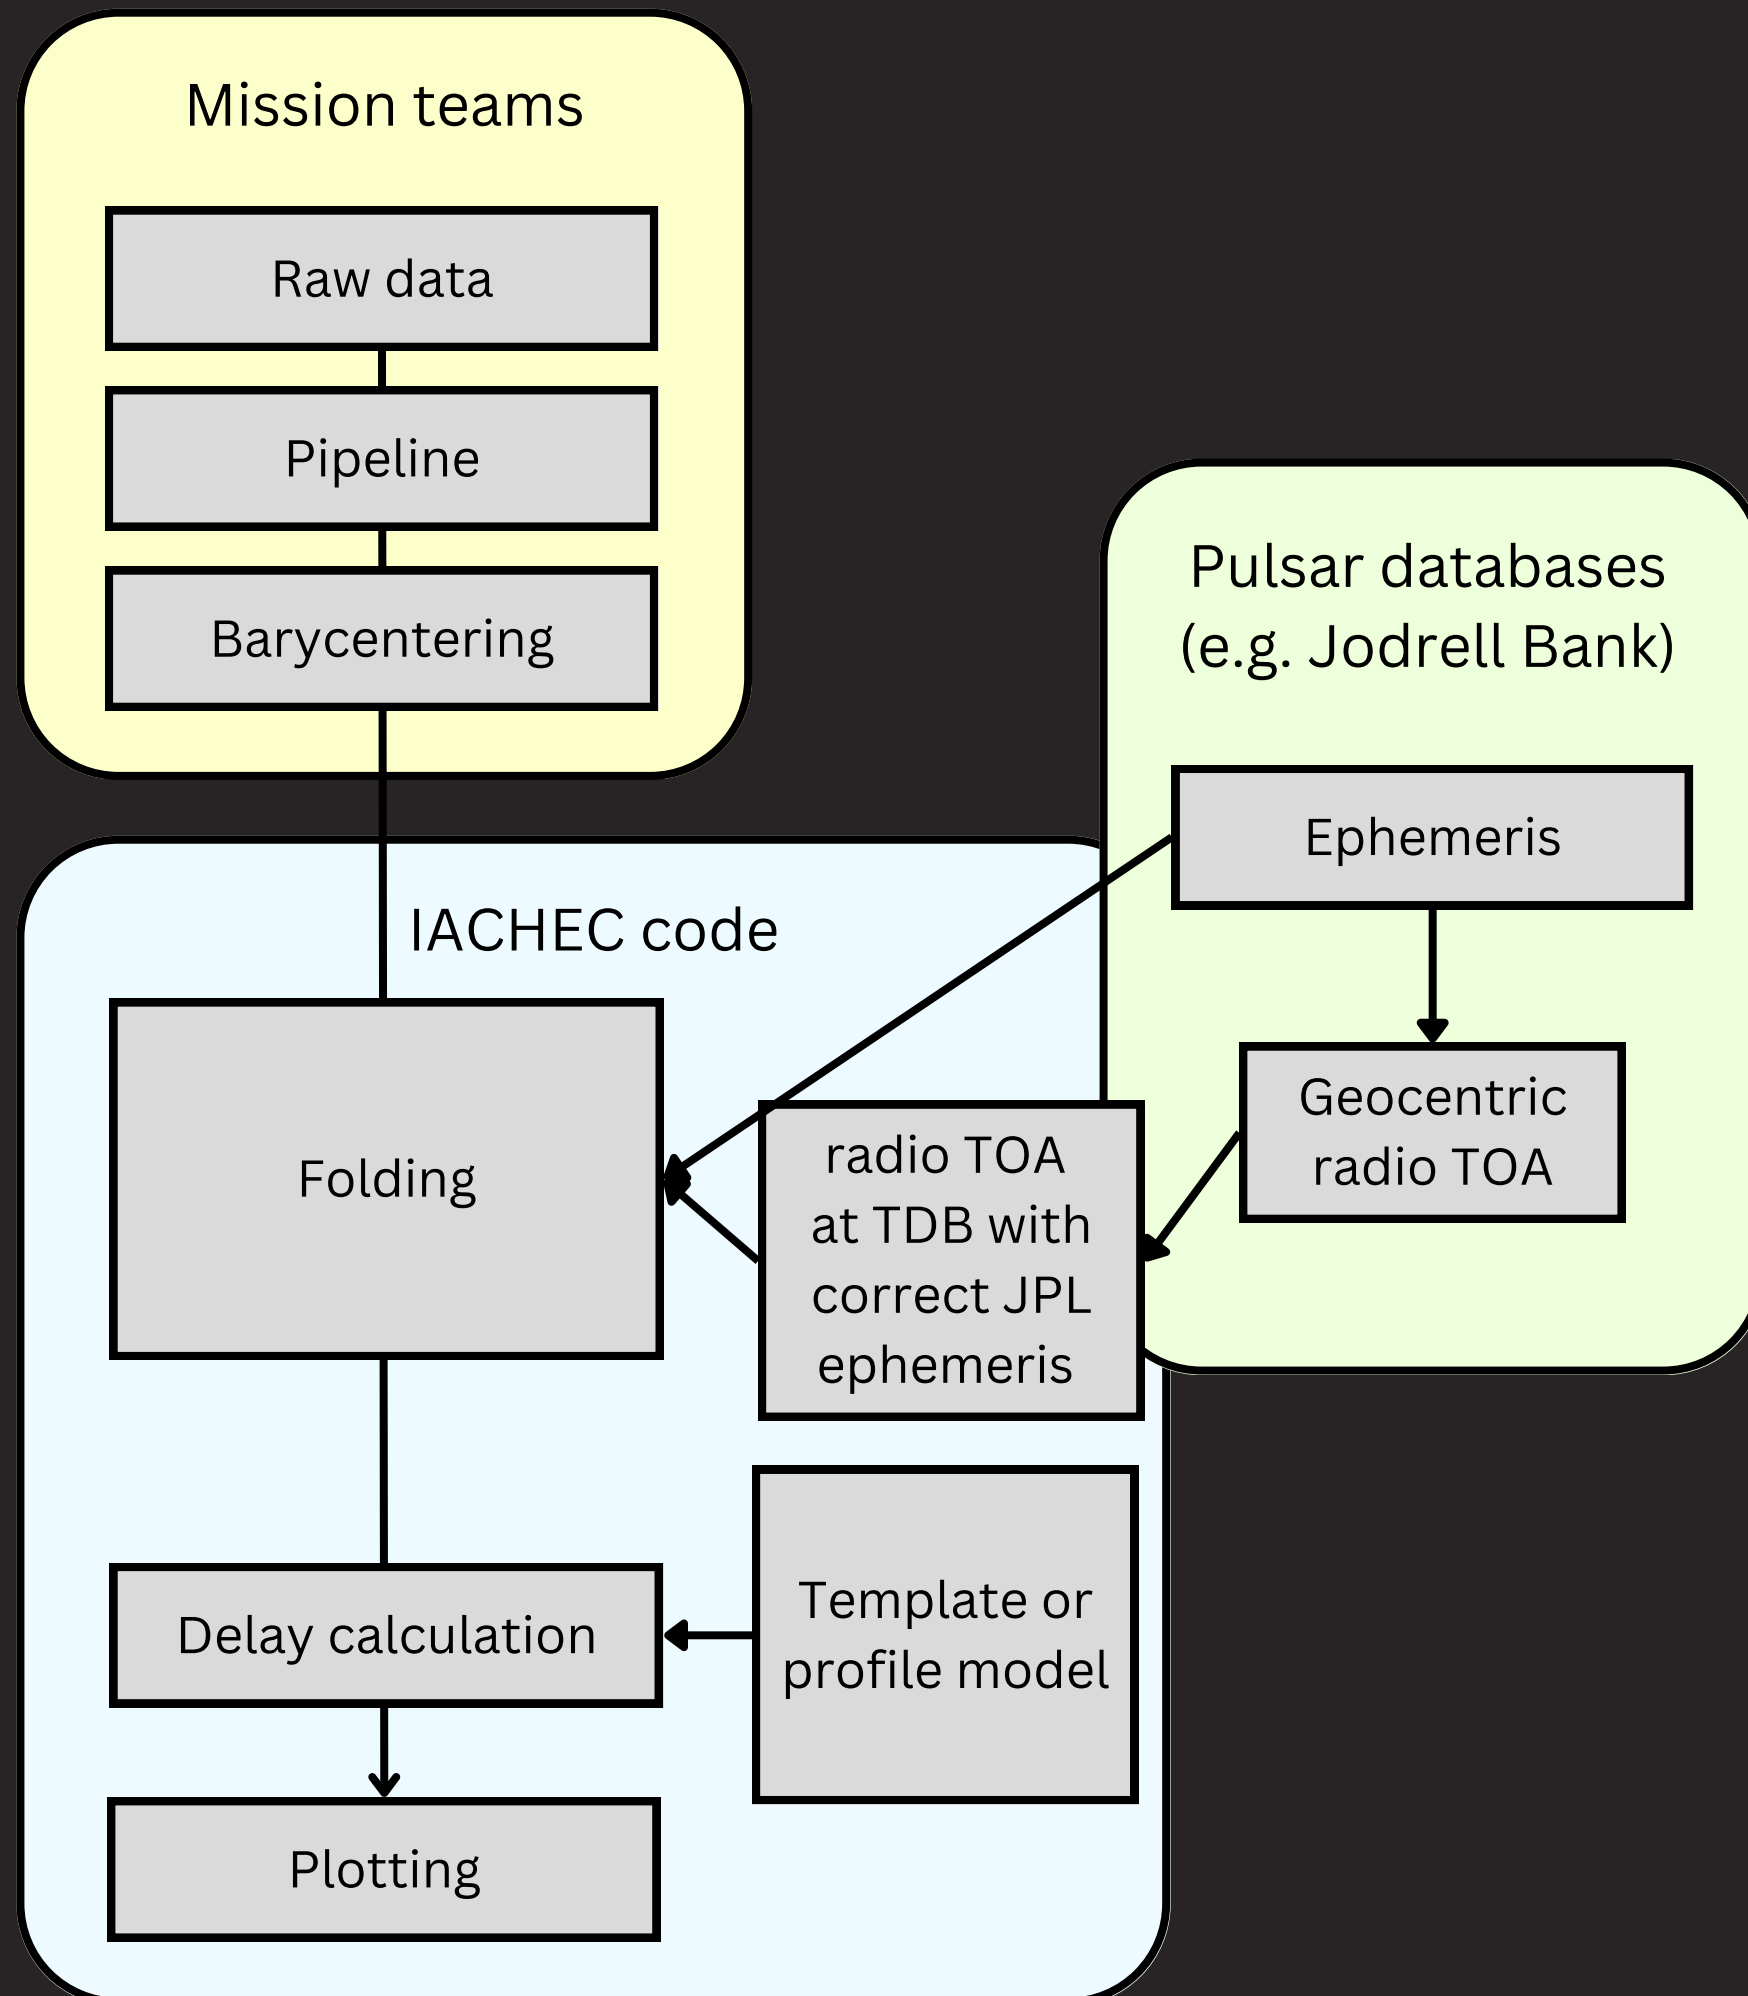 Mission teams
Raw data
Pipeline
Barycentering
Pulsar databases
(e.g. Jodrell Bank)
Ephemeris
Geocentric
radio TOA
IACHEC code
Folding
radio TOA
at TDB with
correct JPL
ephemeris
Delay calculation
Template or
profile model
Plotting